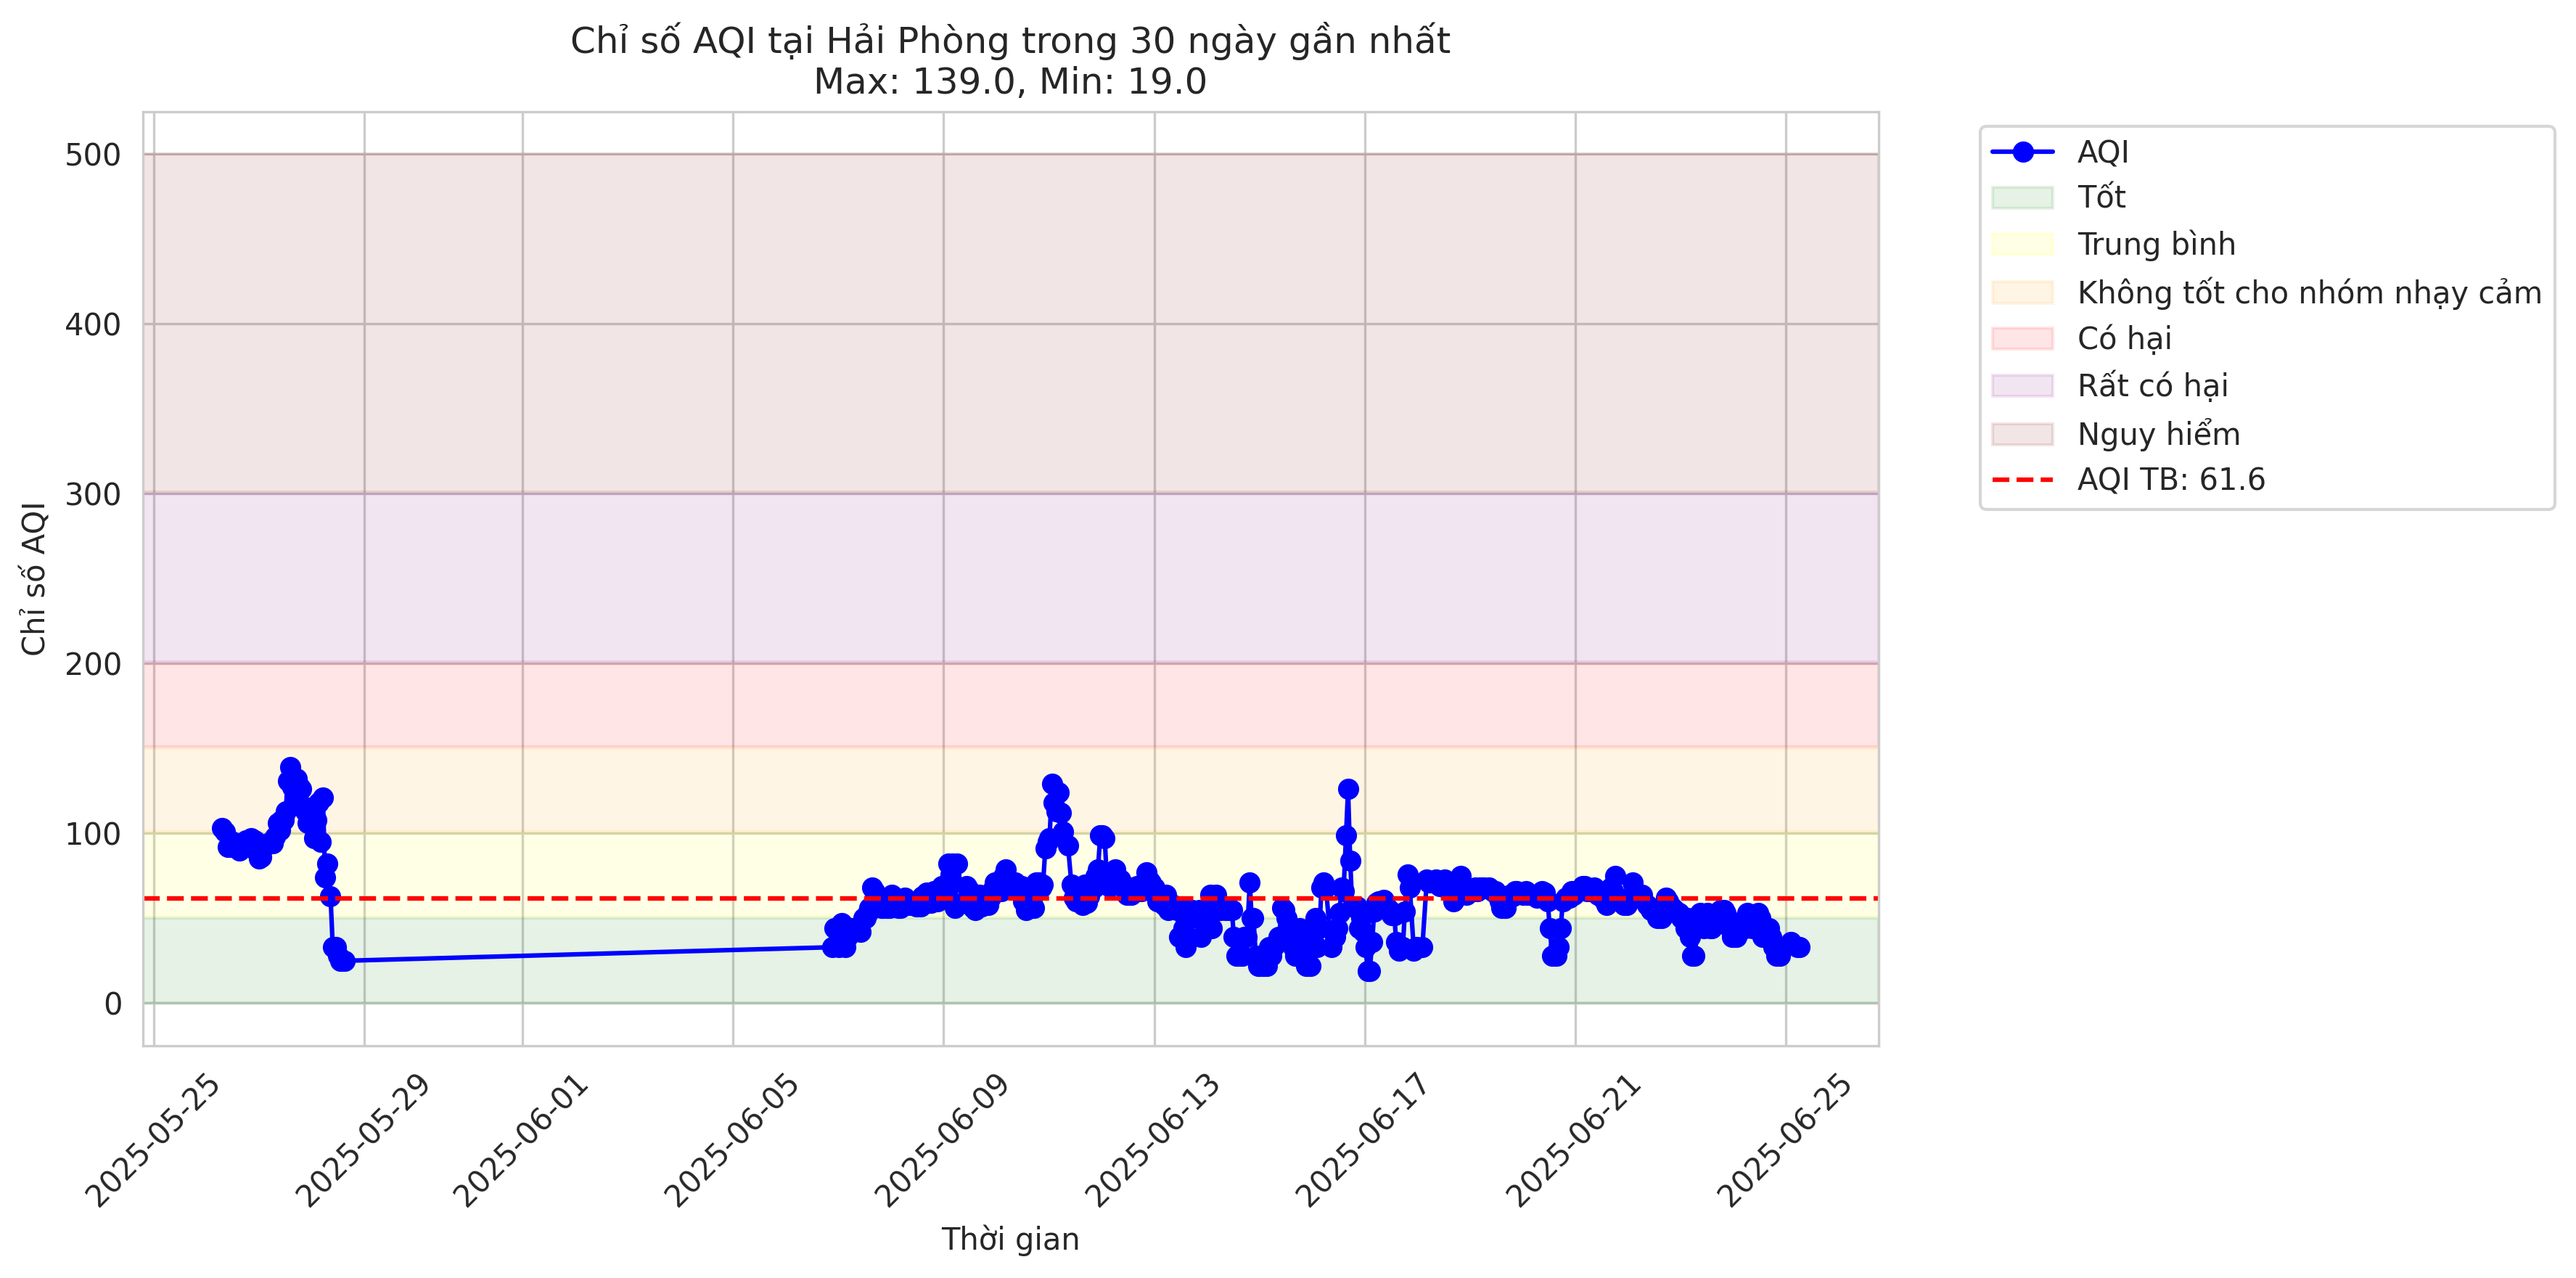 Chỉ số AQI tại Hải Phòng trong 30 ngày gần nhất
Max: 139.0, Min: 19.0
Chỉ số AQI
500
400
300
200
100
0
2025-05-25
2025-05-29
2025-06-01
2025-06-05
2025-06-09
2025-06-13
2025-06-17
2025-06-21
2025-06-25
Thời gian
AQI
Tốt
Trung bình
Không tốt cho nhóm nhạy cảm
Có hại
Rất có hại
Nguy hiểm
AQI TB: 61.6